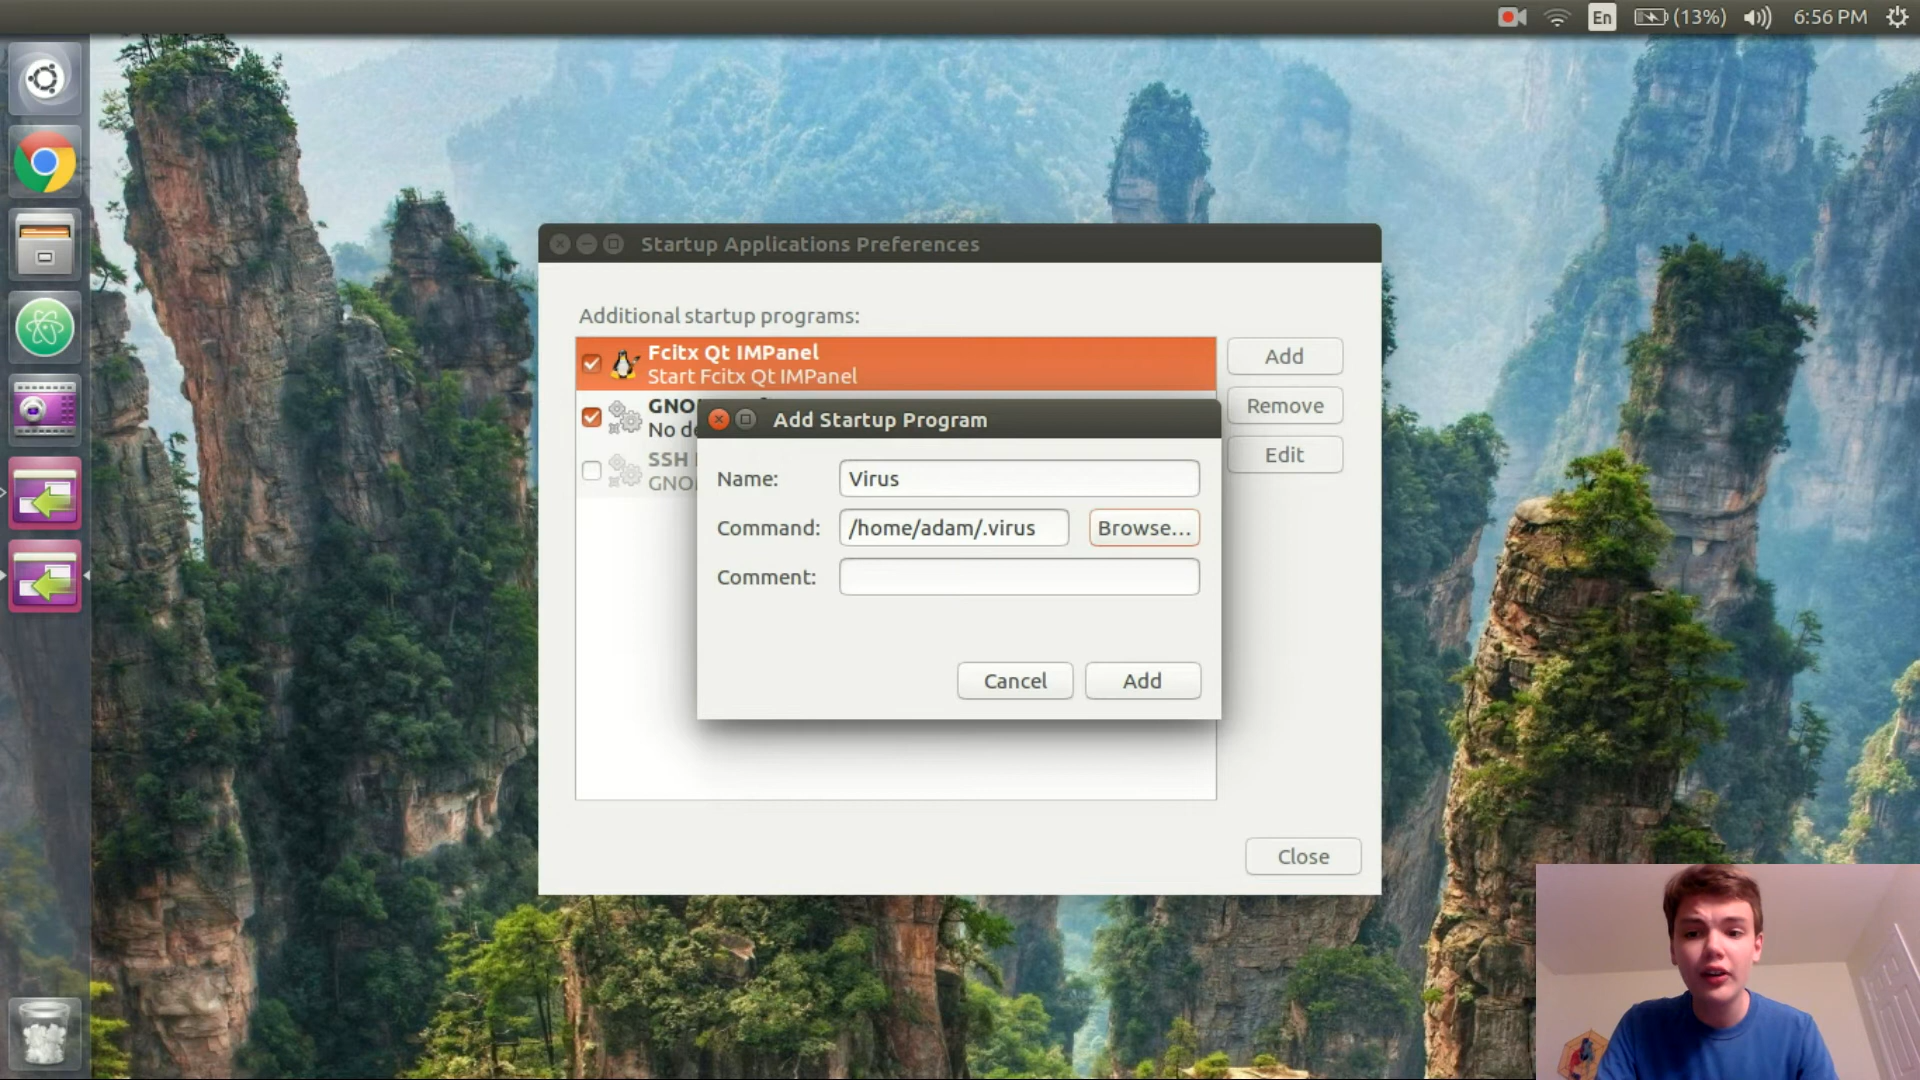 En (13%) 6:56 PM
Startup Applications Preferences
Additional startup programs:
Fcitx Qt IMPanel
Start Fcitx Qt IMPanel
Add
GNO
No de
Remove
SSH
GNO
Edit
Add Startup Program
Name: Virus
Command: /home/adam/.virus Browse...
Comment:
Cancel Add
Close